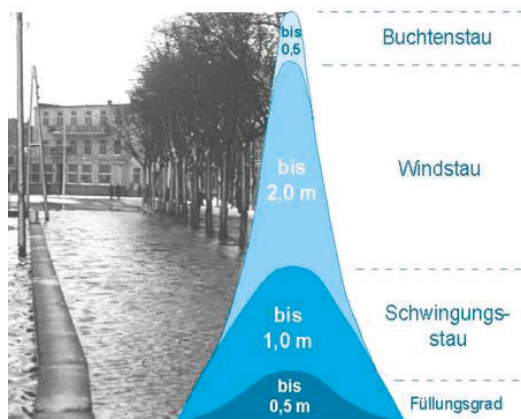 bis
0,5
Buchtenstau
bis
2,0 m
Windstau
bis
1,0 m
Schwingungs-
stau
bis
0,5 m
Füllungsgrad